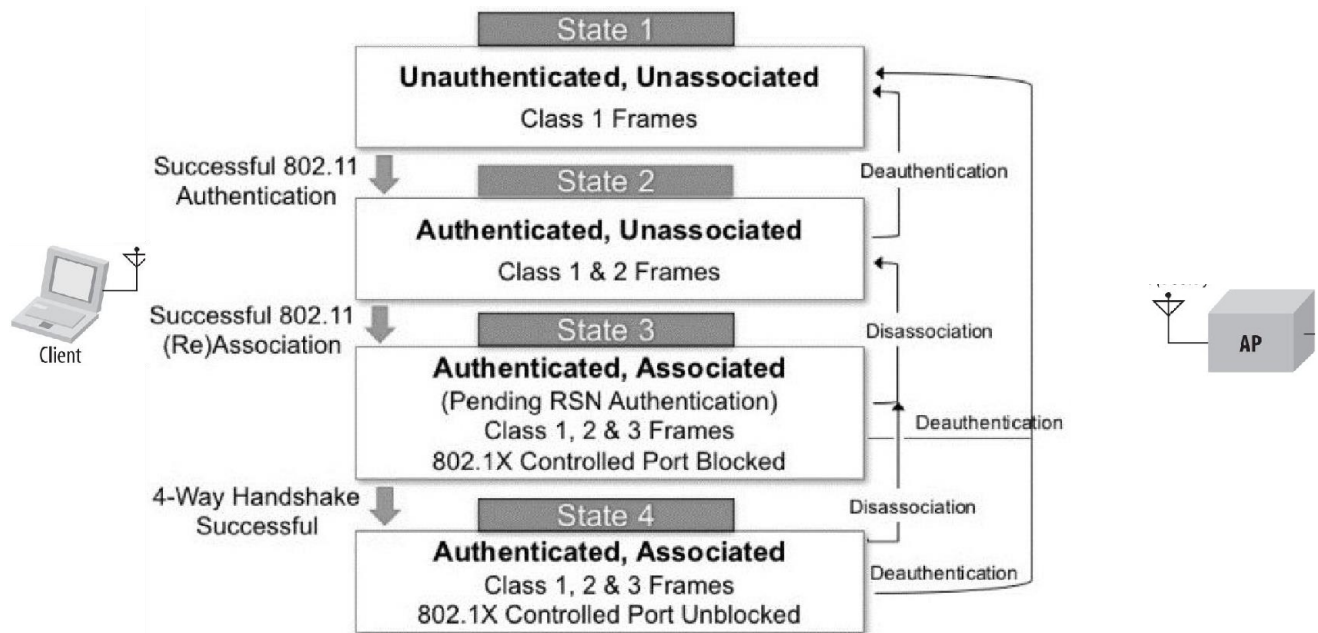 State 1
Unauthenticated, Unassociated
Class 1 Frames
Successful 802.11
Authentication
Deauthentication
State 2
Authenticated, Unassociated
Class 1 & 2 Frames
Client
Successful 802.11
(Re)Association
Disassociation
AP
State 3
Authenticated, Associated
(Pending RSN Authentication)
Class 1, 2 & 3 Frames
802.1X Controlled Port Blocked
Deauthentication
4-Way Handshake
Successful
Disassociation
State 4
Authenticated, Associated
Class 1, 2 & 3 Frames
802.1X Controlled Port Unblocked
Deauthentication